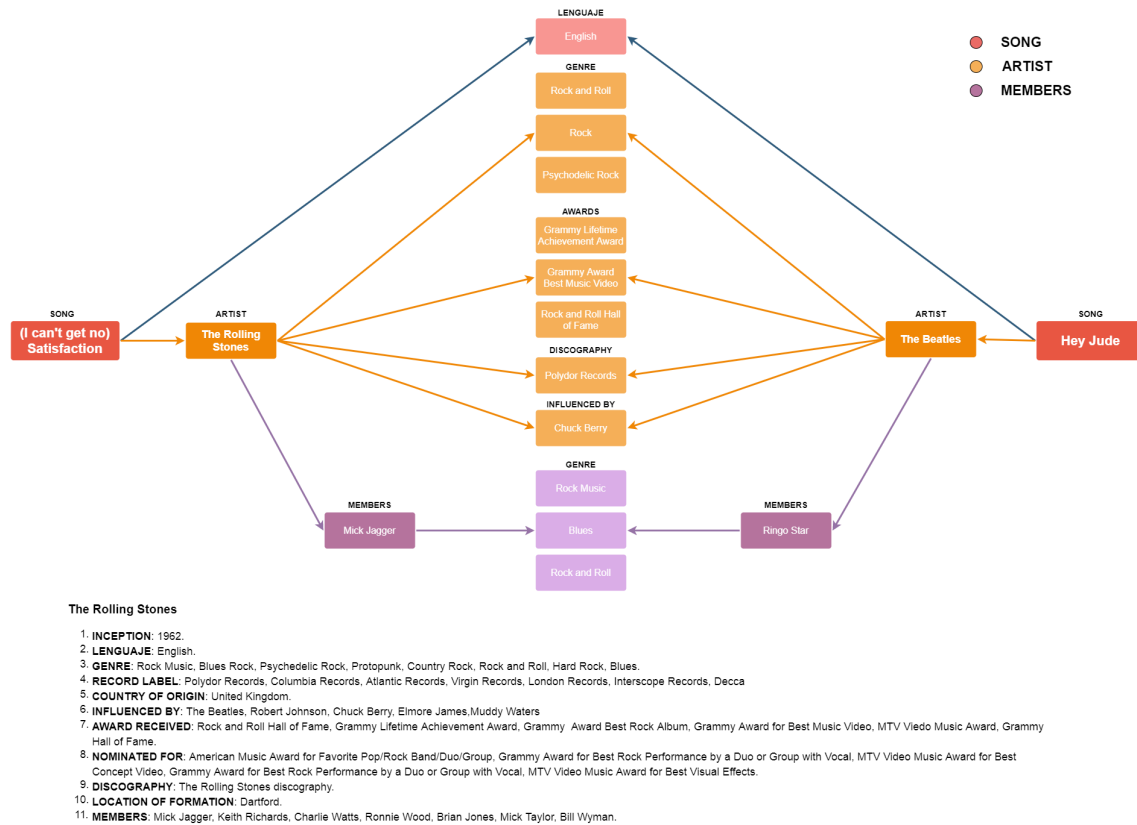 LENGUAJE
English
SONG
ARTIST
MEMBERS
GENRE
Rock and Roll
Rock
Psychodelic Rock
AWARDS
Grammy Lifetime
Achievement Award
Grammy Award
Best Music Video
Rock and Roll Hall
of Fame
SONG
(I can't get no)
Satisfaction
ARTIST
The Rolling
Stones
ARTIST
The Beatles
SONG
Hey Jude
DISCOGRAPHY
Polydor Records
INFLUENCED BY
Chuck Berry
GENRE
Rock Music
MEMBERS
Mick Jagger
Blues
MEMBERS
Ringo Star
Rock and Roll
The Rolling Stones
1. INCEPTION: 1962.
2. LENGUAJE: English.
3. GENRE: Rock Music, Blues Rock, Psychedelic Rock, Protopunk, Country Rock, Rock and Roll, Hard Rock, Blues.
4. RECORD LABEL: Polydor Records, Columbia Records, Atlantic Records, Virgin Records, London Records, Interscope Records, Decca
5. COUNTRY OF ORIGIN: United Kingdom.
6. INFLUENCED BY: The Beatles, Robert Johnson, Chuck Berry, Elmore James,Muddy Waters
7. AWARD RECEIVED: Rock and Roll Hall of Fame, Grammy Lifetime Achievement Award, Grammy Award Best Rock Album, Grammy Award for Best Music Video, MTV Viedo Music Award, Grammy
Hall of Fame.
8. NOMINATED FOR: American Music Award for Favorite Pop/Rock Band/Duo/Group, Grammy Award for Best Rock Performance by a Duo or Group with Vocal, MTV Video Music Award for Best
Concept Video, Grammy Award for Best Rock Performance by a Duo or Group with Vocal, MTV Video Music Award for Best Visual Effects.
9. DISCOGRAPHY: The Rolling Stones discography.
10. LOCATION OF FORMATION: Dartford.
11. MEMBERS: Mick Jagger, Keith Richards, Charlie Watts, Ronnie Wood, Brian Jones, Mick Taylor, Bill Wyman.